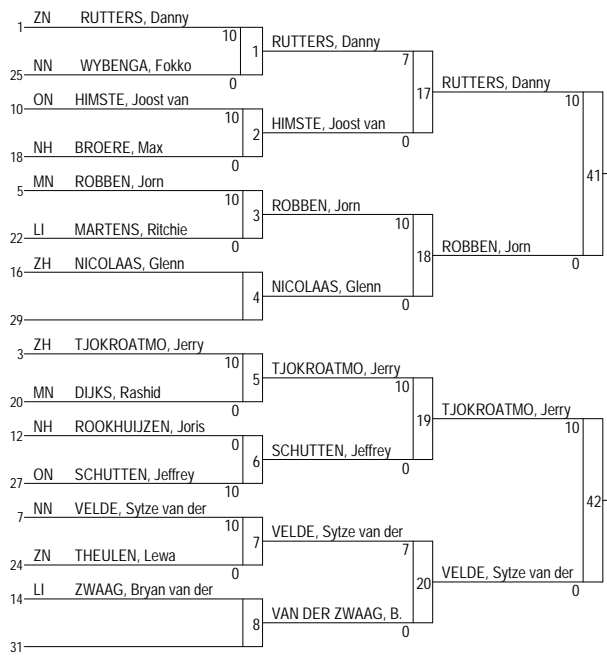 1 ZN RUTTERS, Danny
10 1 RUTTERS, Danny
25 NN WYBENGA, Fokko 0
7 17 RUTTERS, Danny
10 ON HIMSTE, Joost van
10 2 HIMSTE, Joost van 0
18 NH BROERE, Max 0
10 41
5 MN ROBBEN, Jorn
10 3 ROBBEN, Jorn
22 LI MARTENS, Ritchie 0
10 18 ROBBEN, Jorn 0
16 ZH NICOLAAS, Glenn
4 NICOLAAS, Glenn 0
29
3 ZH TJOKROATMO, Jerry
10 5 TJOKROATMO, Jerry
20 MN DIJKS, Rashid 0
10 19 TJOKROATMO, Jerry
12 NH ROOKHUIJZEN, Joris
0 6 SCHUTTEN, Jeffrey 0
27 ON SCHUTTEN, Jeffrey 10
10 42
7 NN VELDE, Sytze van der
10 7 VELDE, Sytze van der
24 ZN THEULEN, Lewa 0
7 20 VELDE, Sytze van der 0
14 LI ZWAAG, Bryan van der
8 VAN DER ZWAAG, B. 0
31